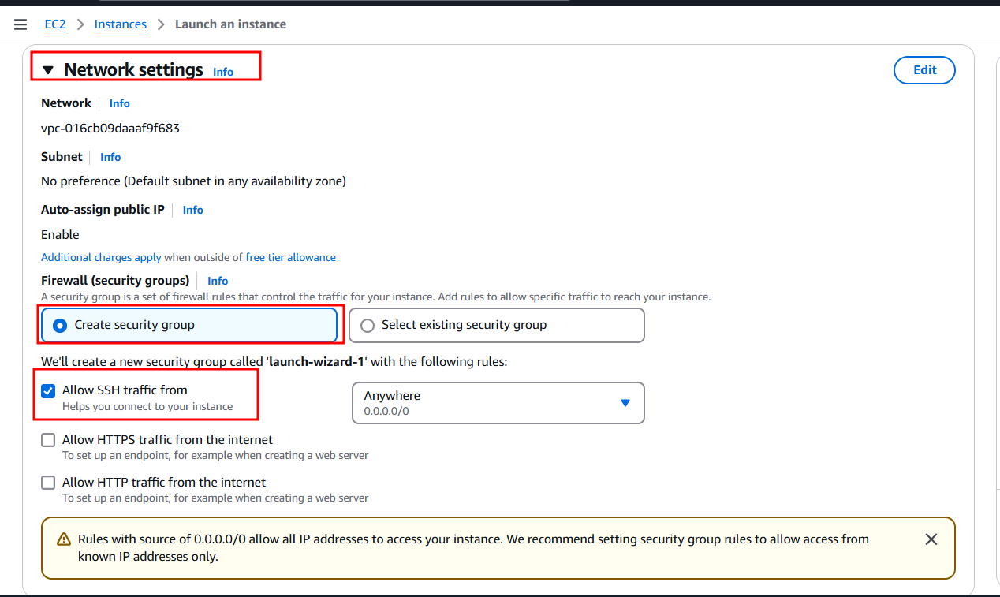 EC2 > Instances > Launch an instance
Network settings Info
Edit
Network Info
vpc-016cb09daaaf9f683
Subnet Info
No preference (Default subnet in any availability zone)
Auto-assign public IP Info
Enable
Additional charges apply when outside of free tier allowance
Firewall (security groups) Info
A security group is a set of firewall rules that control the traffic for your instance. Add rules to allow specific traffic to reach your instance.
Create security group
Select existing security group
We'll create a new security group called 'launch-wizard-1' with the following rules:
Allow SSH traffic from
Helps you connect to your instance
Anywhere
0.0.0.0/0
Allow HTTPS traffic from the internet
To set up an endpoint, for example when creating a web server
Allow HTTP traffic from the internet
To set up an endpoint, for example when creating a web server
Rules with source of 0.0.0.0/0 allow all IP addresses to access your instance. We recommend setting security group rules to allow access from
known IP addresses only.